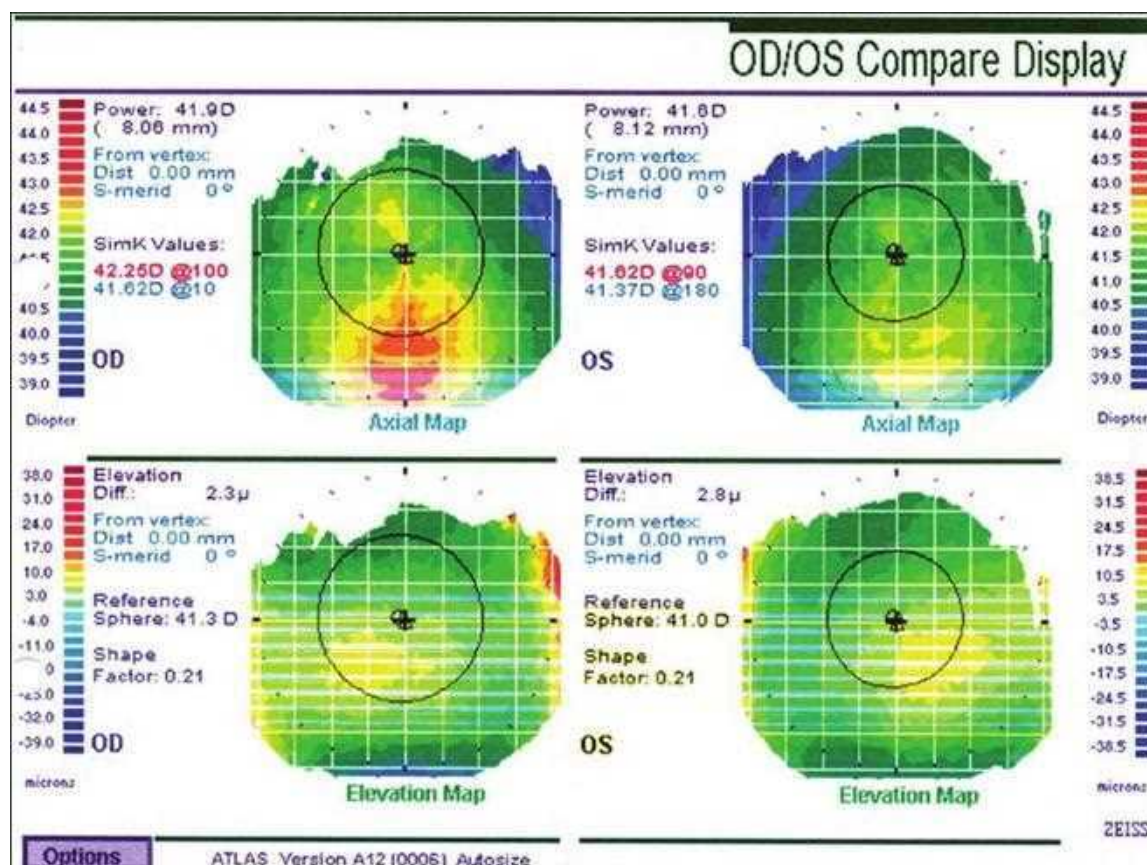 OD/OS Compare Display
44.5
44.0
43.5
43.0
42.5
42.0
40.5
40.0
39.5
39.0
Diopter
Power: 41.9D
( 8.06 mm)
From vertex:
Dist 0.00 mm
S-merid 0°
SimK Values:
42.25D @100
41.62D @10
OD
Axial Map
Power: 41.6D
( 8.12 mm)
From vertex:
Dist 0.00 mm
S-merid 0°
SimK Values:
41.62D @90
41.37D @180
OS
Axial Map
44.5
44.0
43.5
43.0
42.5
42.0
41.5
41.0
40.5
40.0
39.5
39.0
Diopter
38.0
31.0
24.0
17.0
10.0
3.0
-4.0
-11.0
-32.0
-39.0
microns
Elevation
Diff.: 2.3µ
From vertex:
Dist 0.00 mm
S-merid 0°
Reference
Sphere: 41.3 D
Shape
Factor: 0.21
OD
Elevation Map
Elevation
Diff.: 2.8µ
From vertex:
Dist 0.00 mm
S-merid 0°
Reference
Sphere: 41.0 D
Shape
Factor: 0.21
OS
Elevation Map
38.5
31.5
24.5
17.5
10.5
3.5
-3.5
-10.5
-17.5
-24.5
-31.5
-38.5
microns
ZEISS
Options
ATLAS Version A12 (0006) Autosize